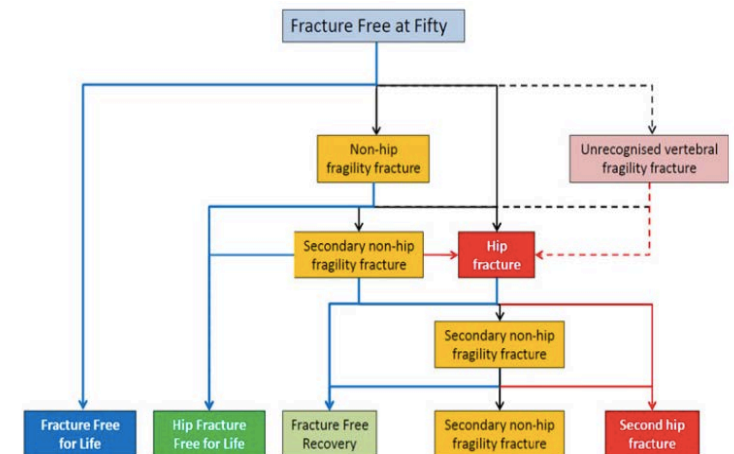 Fracture Free at Fifty
Non-hip
fragility fracture
Unrecognised vertebral
fragility fracture
Secondary non-hip
fragility fracture
Hip
fracture
Secondary non-hip
fragility fracture
Fracture Free
for Life
Hip Fracture
Free for Life
Fracture Free
Recovery
Secondary non-hip
fragility fracture
Second hip
fracture